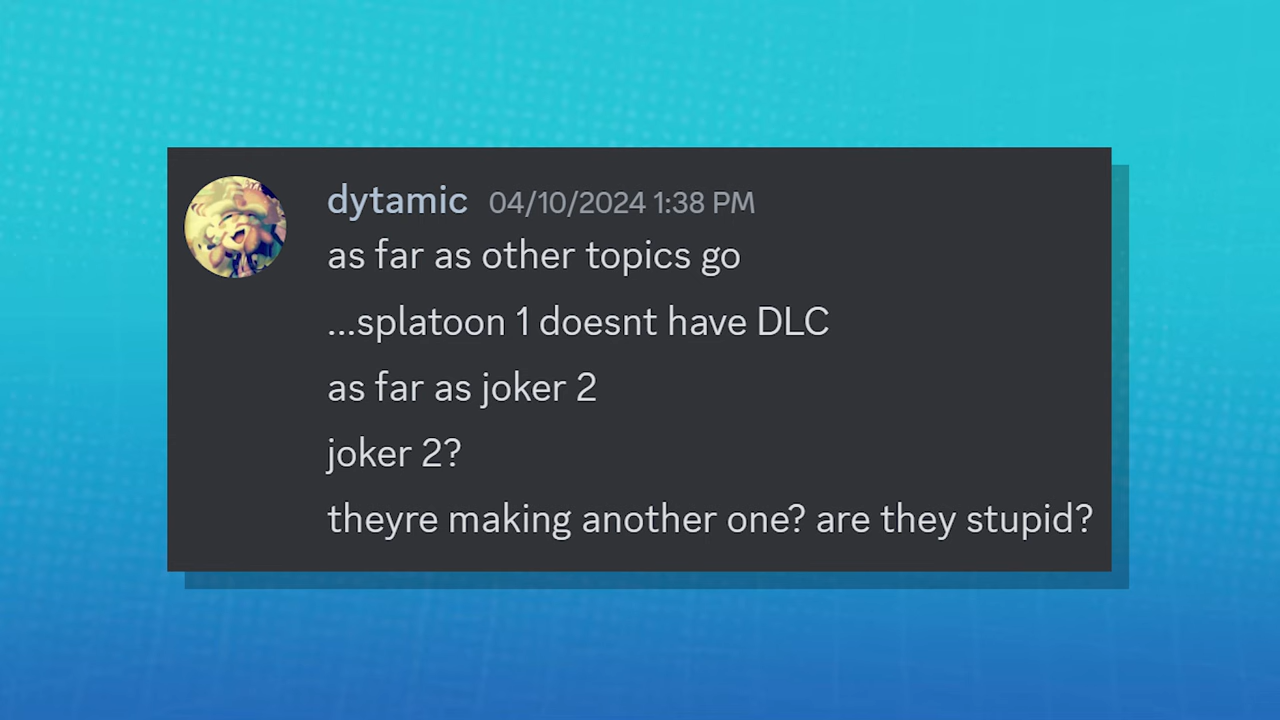 dytamic 04/10/2024 1:38 PM
as far as other topics go
...splatoon 1 doesnt have DLC
as far as joker 2
joker 2?
theyre making another one? are they stupid?